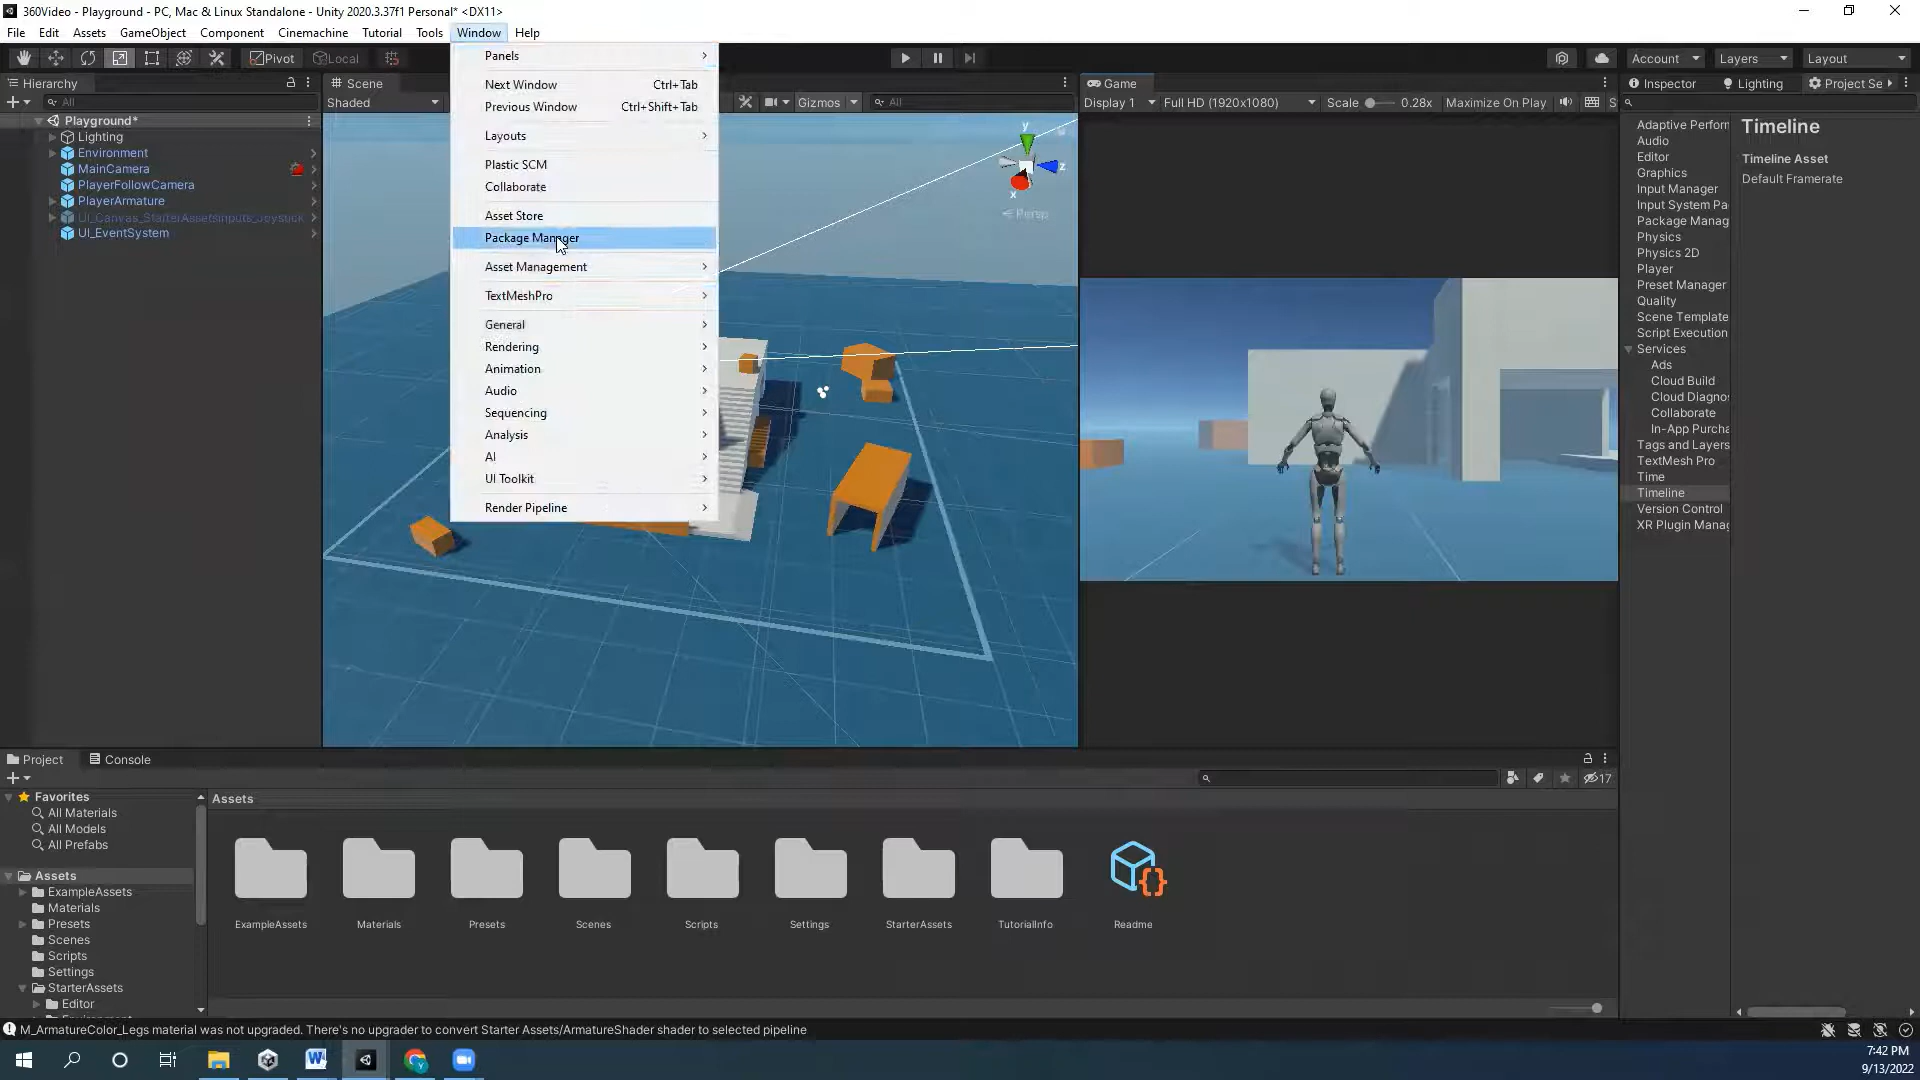 360Video - Playground - PC, Mac & Linux Standalone - Unity 2020.3.37f1 Personal* <DX11>
File Edit Assets GameObject Component Cinemachine Tutorial Tools Window Help
Pivot Local Account Layers Layout
Hierarchy
All
Playground*
Lighting
Environment
MainCamera
PlayerFollowCamera
PlayerArmature
UI_Canvas_StarterAssetsInputs_Joystick
UI_EventSystem
Scene
Shaded
Gizmos All
y
z
x
Persp
Panels
Next Window Ctrl+Tab
Previous Window Ctrl+Shift+Tab
Layouts
Plastic SCM
Collaborate
Asset Store
Package Manager
Asset Management
TextMeshPro
General
Rendering
Animation
Audio
Sequencing
Analysis
AI
UI Toolkit
Render Pipeline
Game
Display 1 Full HD (1920x1080) Scale 0.28x Maximize On Play S
Inspector Lighting Project Se
Adaptive Perforn
Audio
Editor
Graphics
Input Manager
Input System Pa
Package Manag
Physics
Physics 2D
Player
Preset Manager
Quality
Scene Template
Script Execution
Services
Ads
Cloud Build
Cloud Diagnos
Collaborate
In-App Purcha
Tags and Layers
TextMesh Pro
Time
Timeline
Version Control
XR Plugin Manag
Timeline
Timeline Asset
Default Framerate
Project Console
17
Favorites
All Materials
All Models
All Prefabs
Assets
ExampleAssets
Materials
Presets
Scenes
Scripts
Settings
StarterAssets
Editor
Assets
ExampleAssets Materials Presets Scenes Scripts Settings StarterAssets TutorialInfo Readme
M_ArmatureColor_Legs material was not upgraded. There's no upgrader to convert Starter Assets/ArmatureShader shader to selected pipeline
7:42 PM
9/13/2022